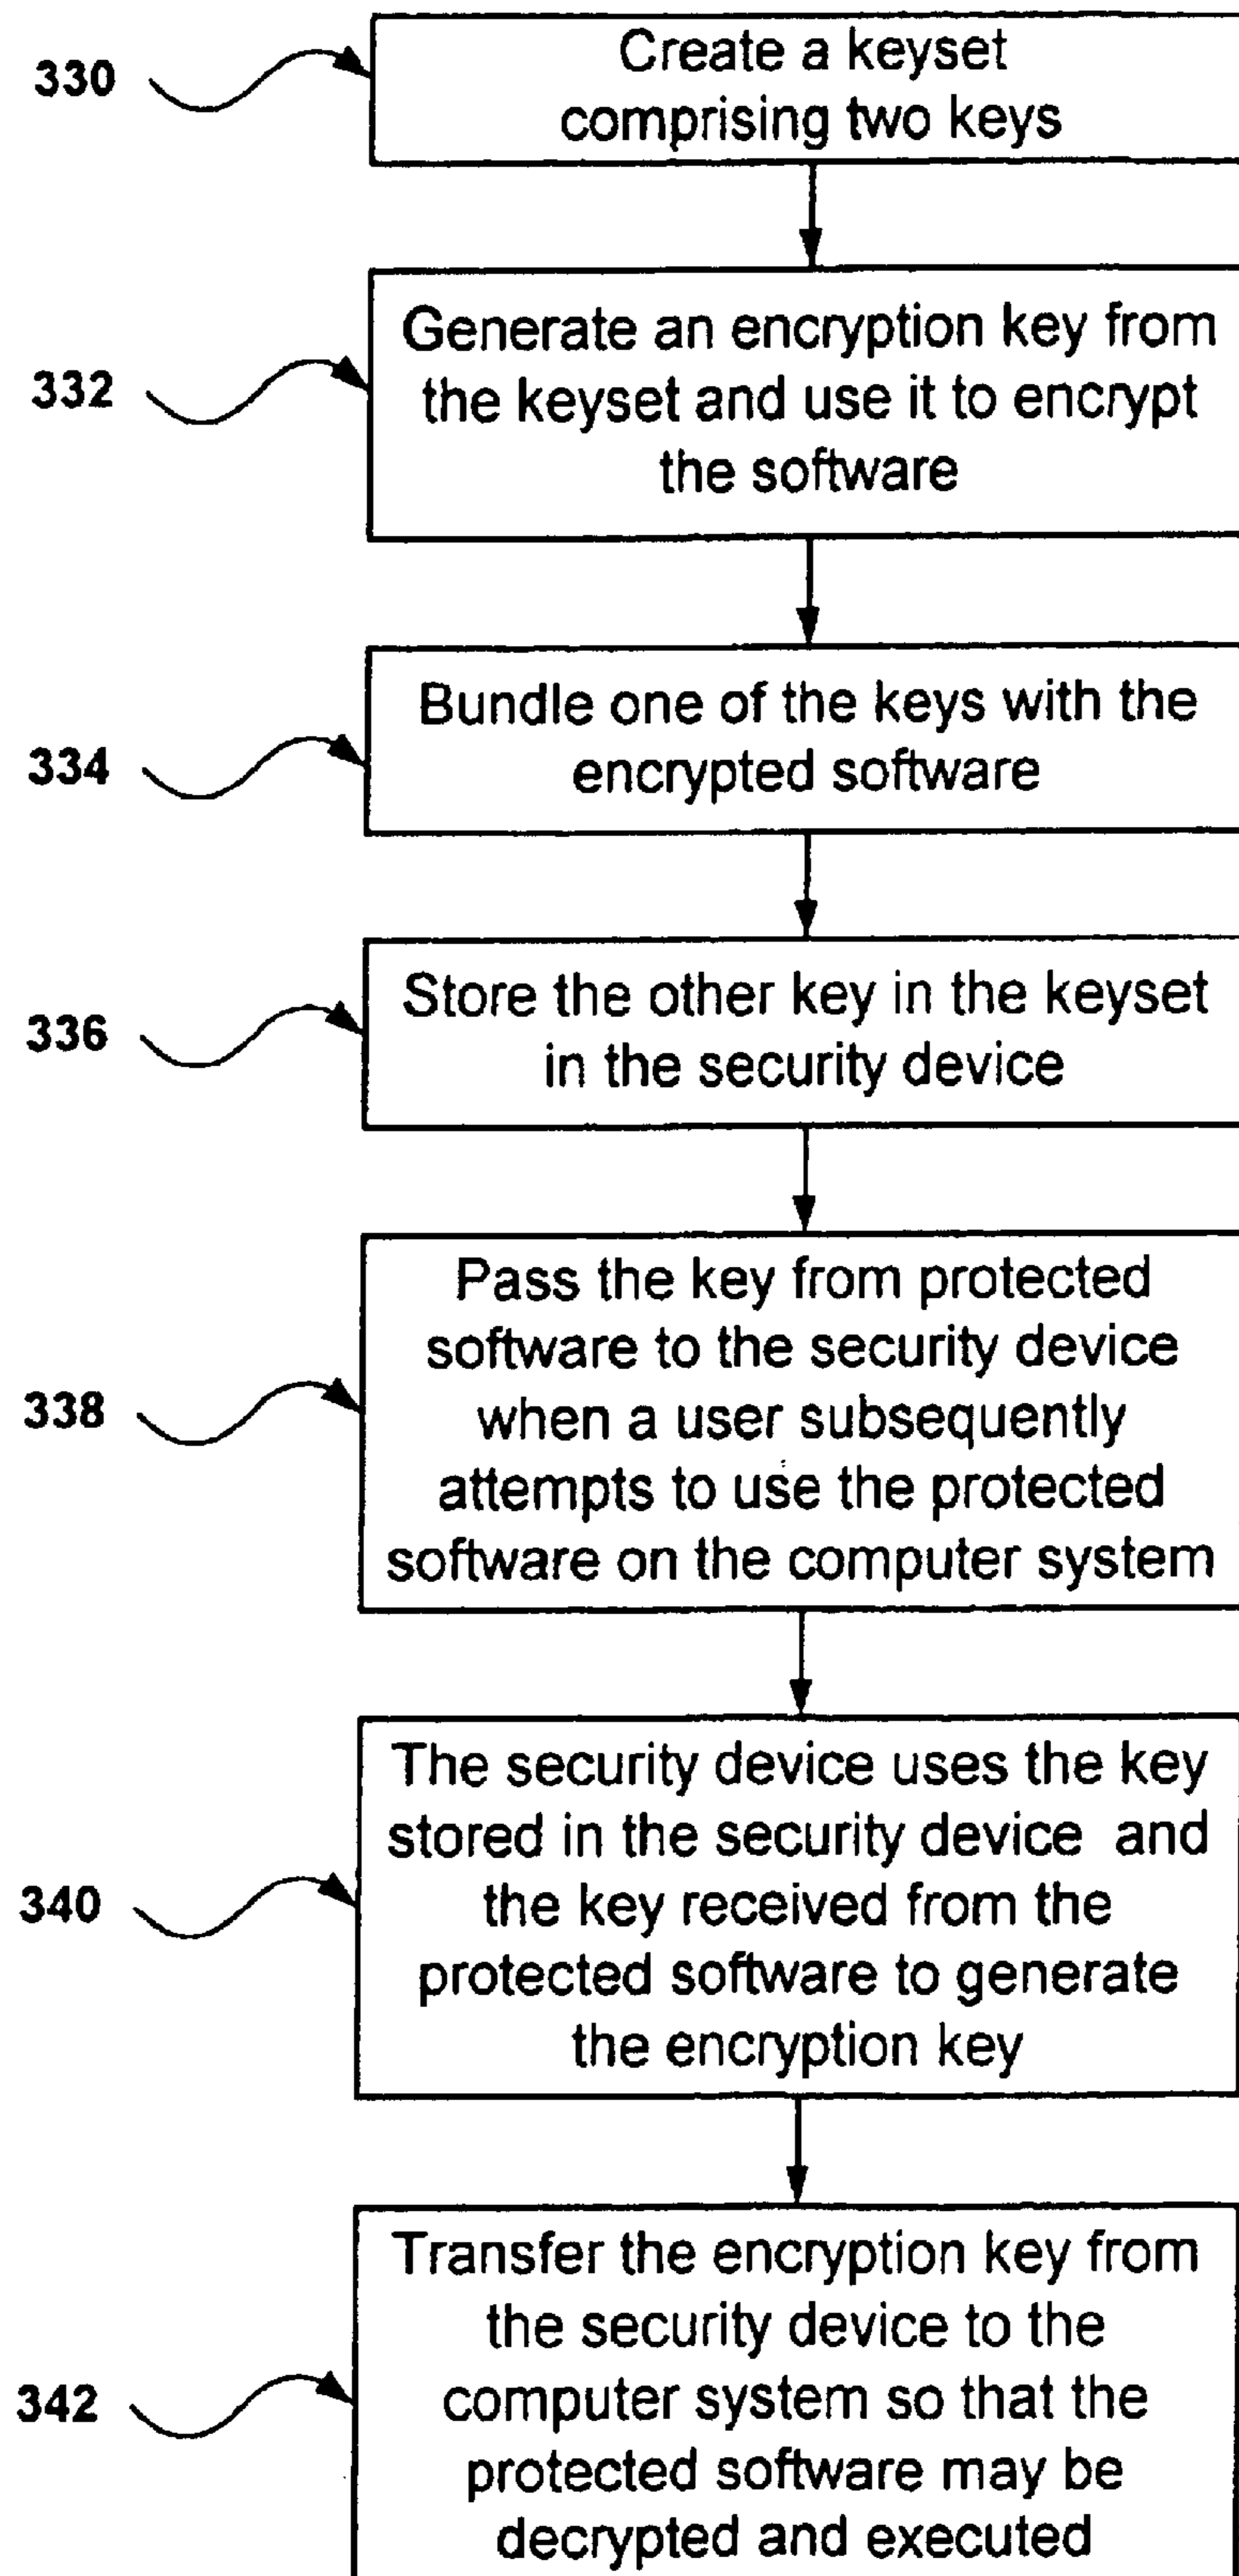 330
Create a keyset
comprising two keys
332
Generate an encryption key from
the keyset and use it to encrypt
the software
334
Bundle one of the keys with the
encrypted software
336
Store the other key in the keyset
in the security device
338
Pass the key from protected
software to the security device
when a user subsequently
attempts to use the protected
software on the computer system
340
The security device uses the key
stored in the security device and
the key received from the
protected software to generate
the encryption key
342
Transfer the encryption key from
the security device to the
computer system so that the
protected software may be
decrypted and executed